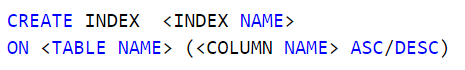 CREATE INDEX  <INDEX NAME>
ON <TABLE NAME> (<COLUMN NAME> ASC/DESC)